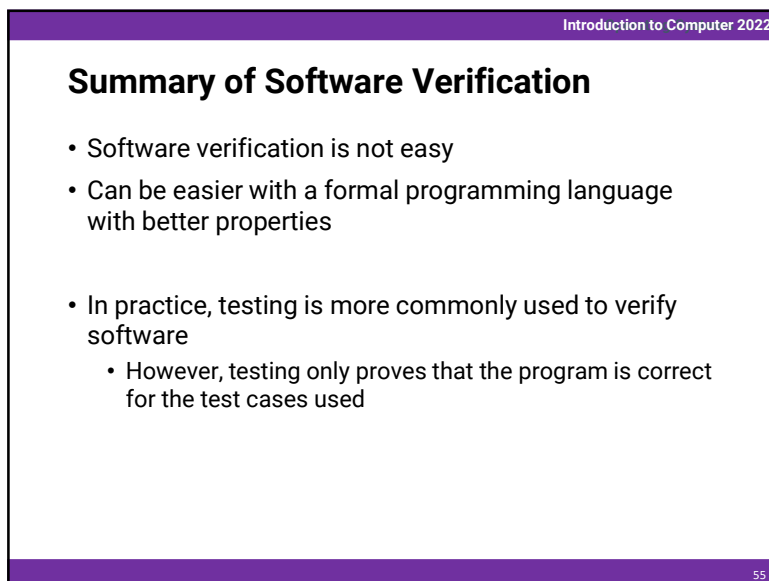 Introduction to Computer 2022
Summary of Software Verification
• Software verification is not easy
• Can be easier with a formal programming language
with better properties
• In practice, testing is more commonly used to verify
software
• However, testing only proves that the program is correct
for the test cases used
55